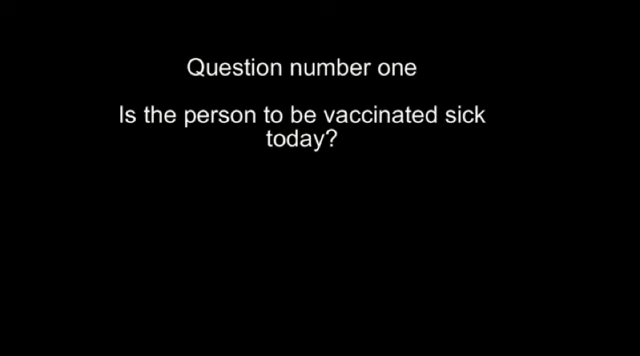 Question number one
Is the person to be vaccinated sick
today?